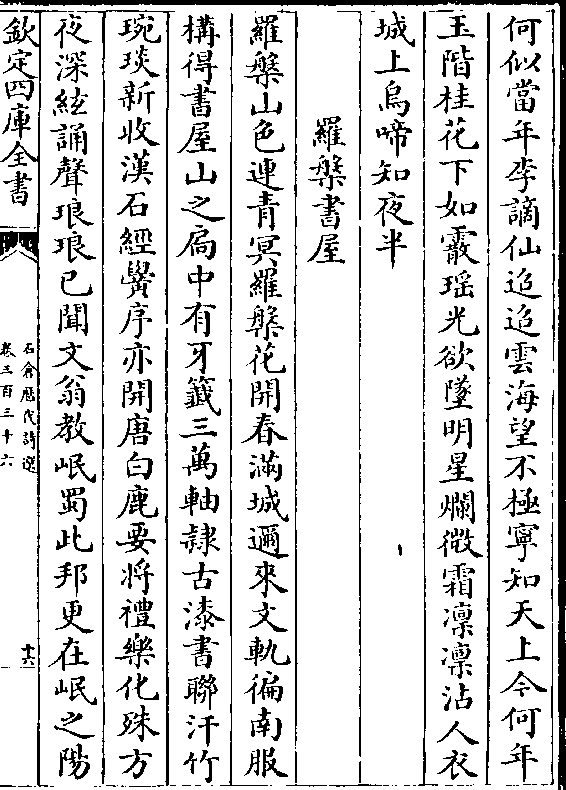 何似當年李謫仙迢迢雲海望不極寧知天上今何年
玉階桂花下如霰瑶光欲墜明星爛微霜凛凛沾人衣
城上烏啼知夜半
羅槃書屋
羅槃山色連青冥羅槃花開春滿城邇來文軌徧南服
構得書屋山之扃中有牙籤三萬軸隷古漆書聯汗竹
琬琰新收漢石經黌序亦開唐白鹿要將禮樂化殊方
夜深絃誦聲琅琅已聞文翁教岷蜀此邦更在岷之陽
欽定四庫全書
石倉歴代詩選
卷三百三十六
十六